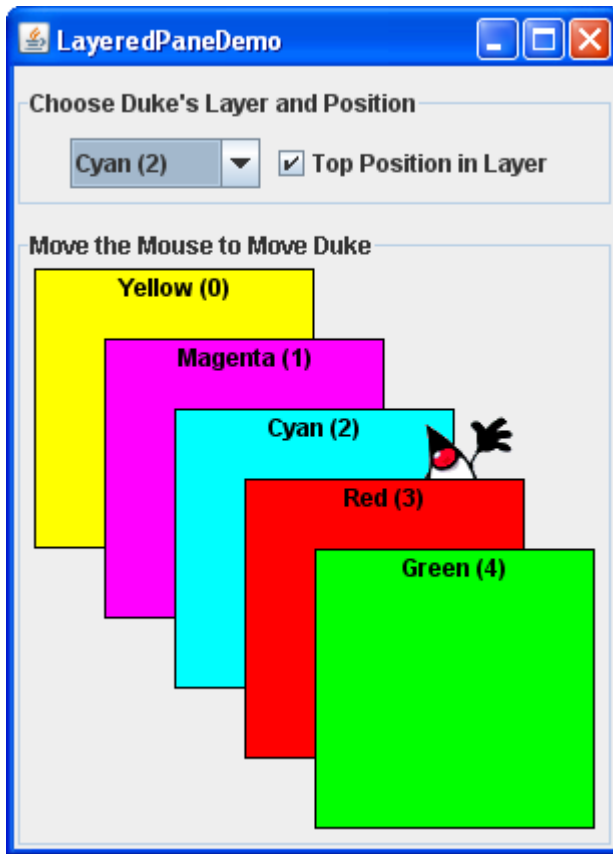 LayeredPaneDemo
Choose Duke's Layer and Position
Cyan (2)
Top Position in Layer
Move the Mouse to Move Duke
Yellow (0)
Magenta (1)
Cyan (2)
Red (3)
Green (4)